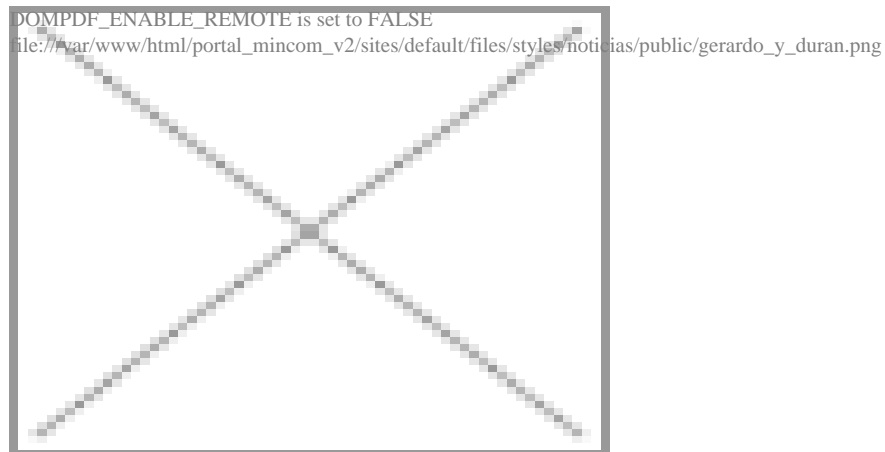 DOMPDF_ENABLE_REMOTE is set to FALSE
file:///var/www/html/portal_mincom_v2/sites/default/files/styles/noticias/public/gerardo_y_duran.png